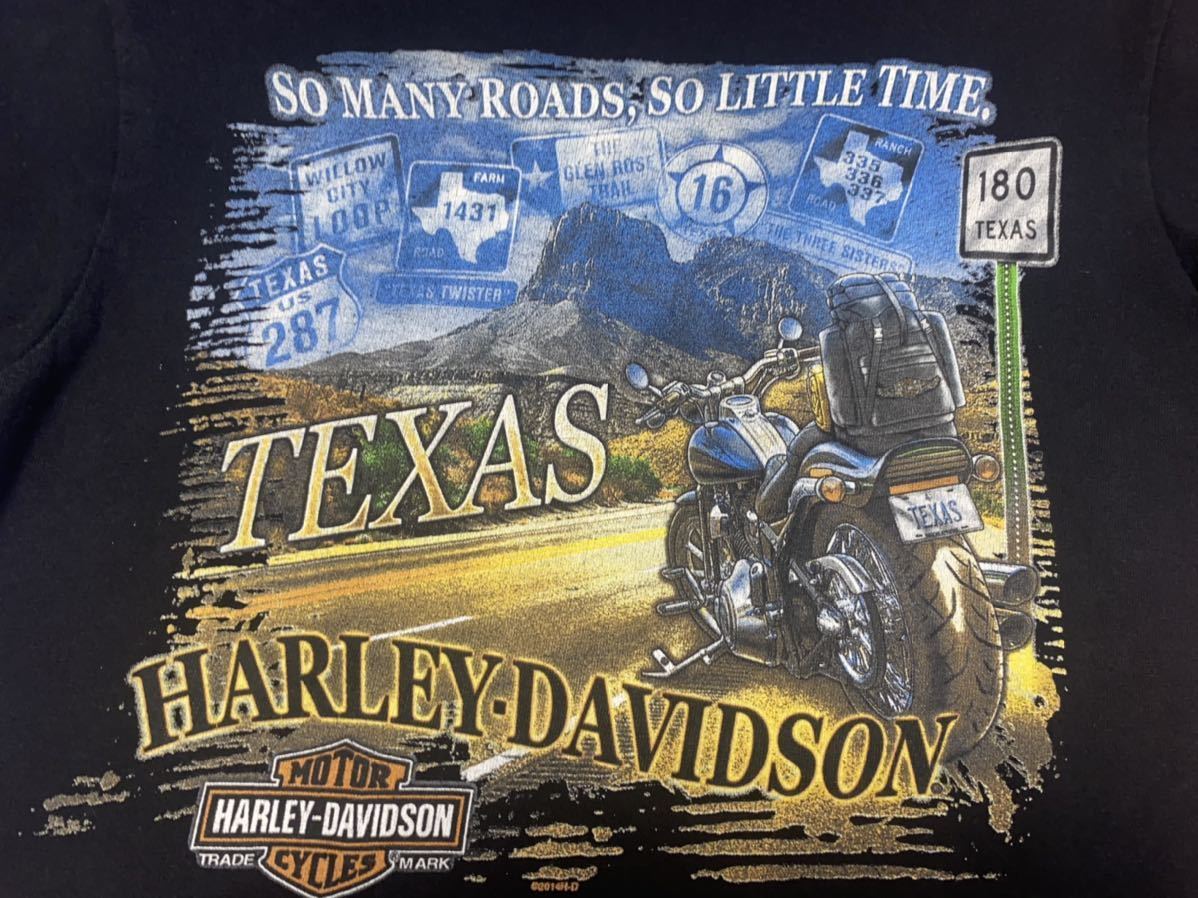 SO MANY ROADS, SO LITTLE TIME.
WILLOW
CITY
LOOP
FARM
1431
ROAD
TEXAS TWISTER
THE
GLEN ROSE
TRAIL
16
TEXAS
RANCH
335
336
337
ROAD
THE THREE SISTERS
180
TEXAS
TEXAS
US
287
TEXAS
TEXAS
HARLEY-DAVIDSON
MOTOR
HARLEY-DAVIDSON
CYCLES
TRADE ® MARK
©2014H-D